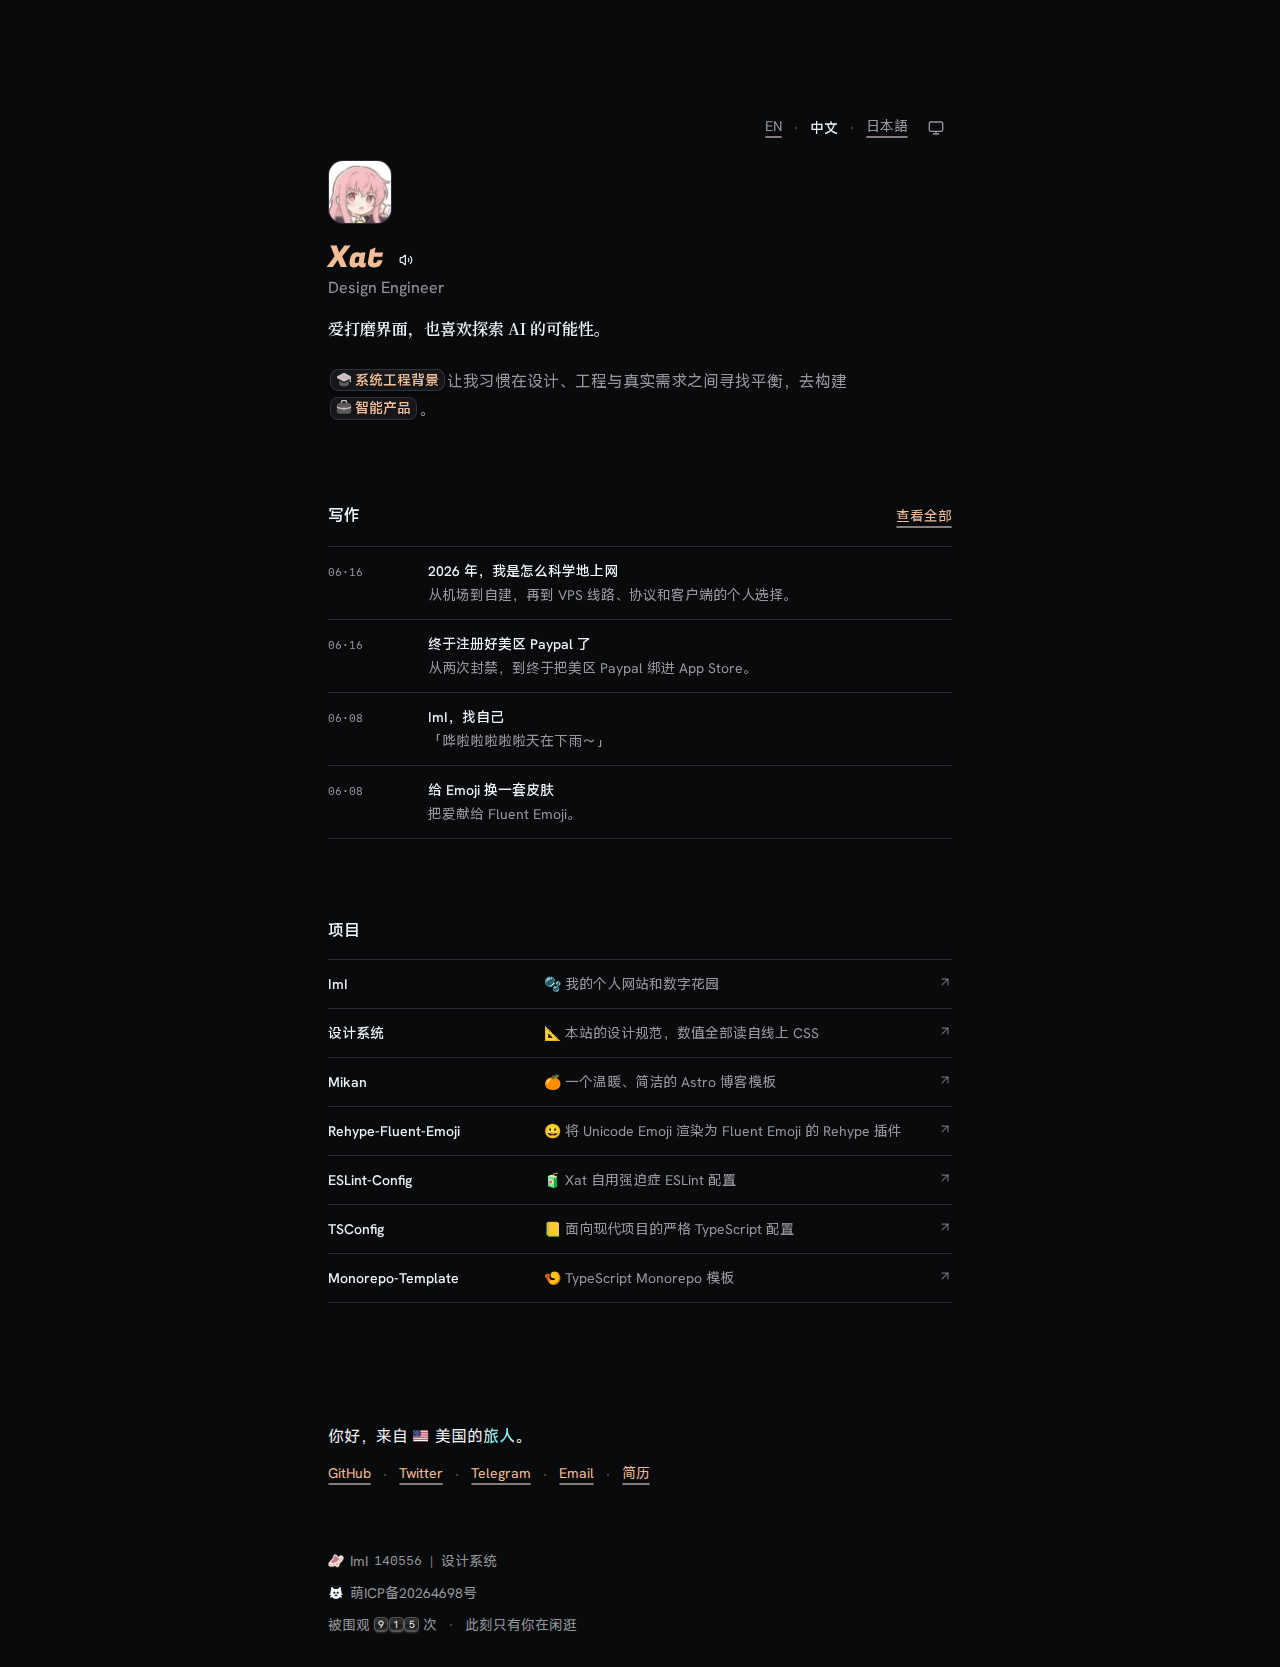 EN · 中文 · 日本語
Xat
Design Engineer
爱打磨界面，也喜欢探索 AI 的可能性。
系统工程背景 让我习惯在设计、工程与真实需求之间寻找平衡，去构建
智能产品 。
写作 查看全部
06·16 2026 年，我是怎么科学地上网
从机场到自建，再到 VPS 线路、协议和客户端的个人选择。
06·16 终于注册好美区 Paypal 了
从两次封禁，到终于把美区 Paypal 绑进 App Store。
06·08 ImI，找自己
「哗啦啦啦啦啦天在下雨～」
06·08 给 Emoji 换一套皮肤
把爱献给 Fluent Emoji。
项目
ImI 🫧 我的个人网站和数字花园
设计系统 📐 本站的设计规范，数值全部读自线上 CSS
Mikan 🍊 一个温暖、简洁的 Astro 博客模板
Rehype-Fluent-Emoji 😀 将 Unicode Emoji 渲染为 Fluent Emoji 的 Rehype 插件
ESLint-Config 🧃 Xat 自用强迫症 ESLint 配置
TSConfig 📒 面向现代项目的严格 TypeScript 配置
Monorepo-Template 🍤 TypeScript Monorepo 模板
你好，来自 🇺🇸 美国的旅人。
GitHub · Twitter · Telegram · Email · 简历
ImI 140556 | 设计系统
萌ICP备20264698号
被围观 915 次 · 此刻只有你在闲逛